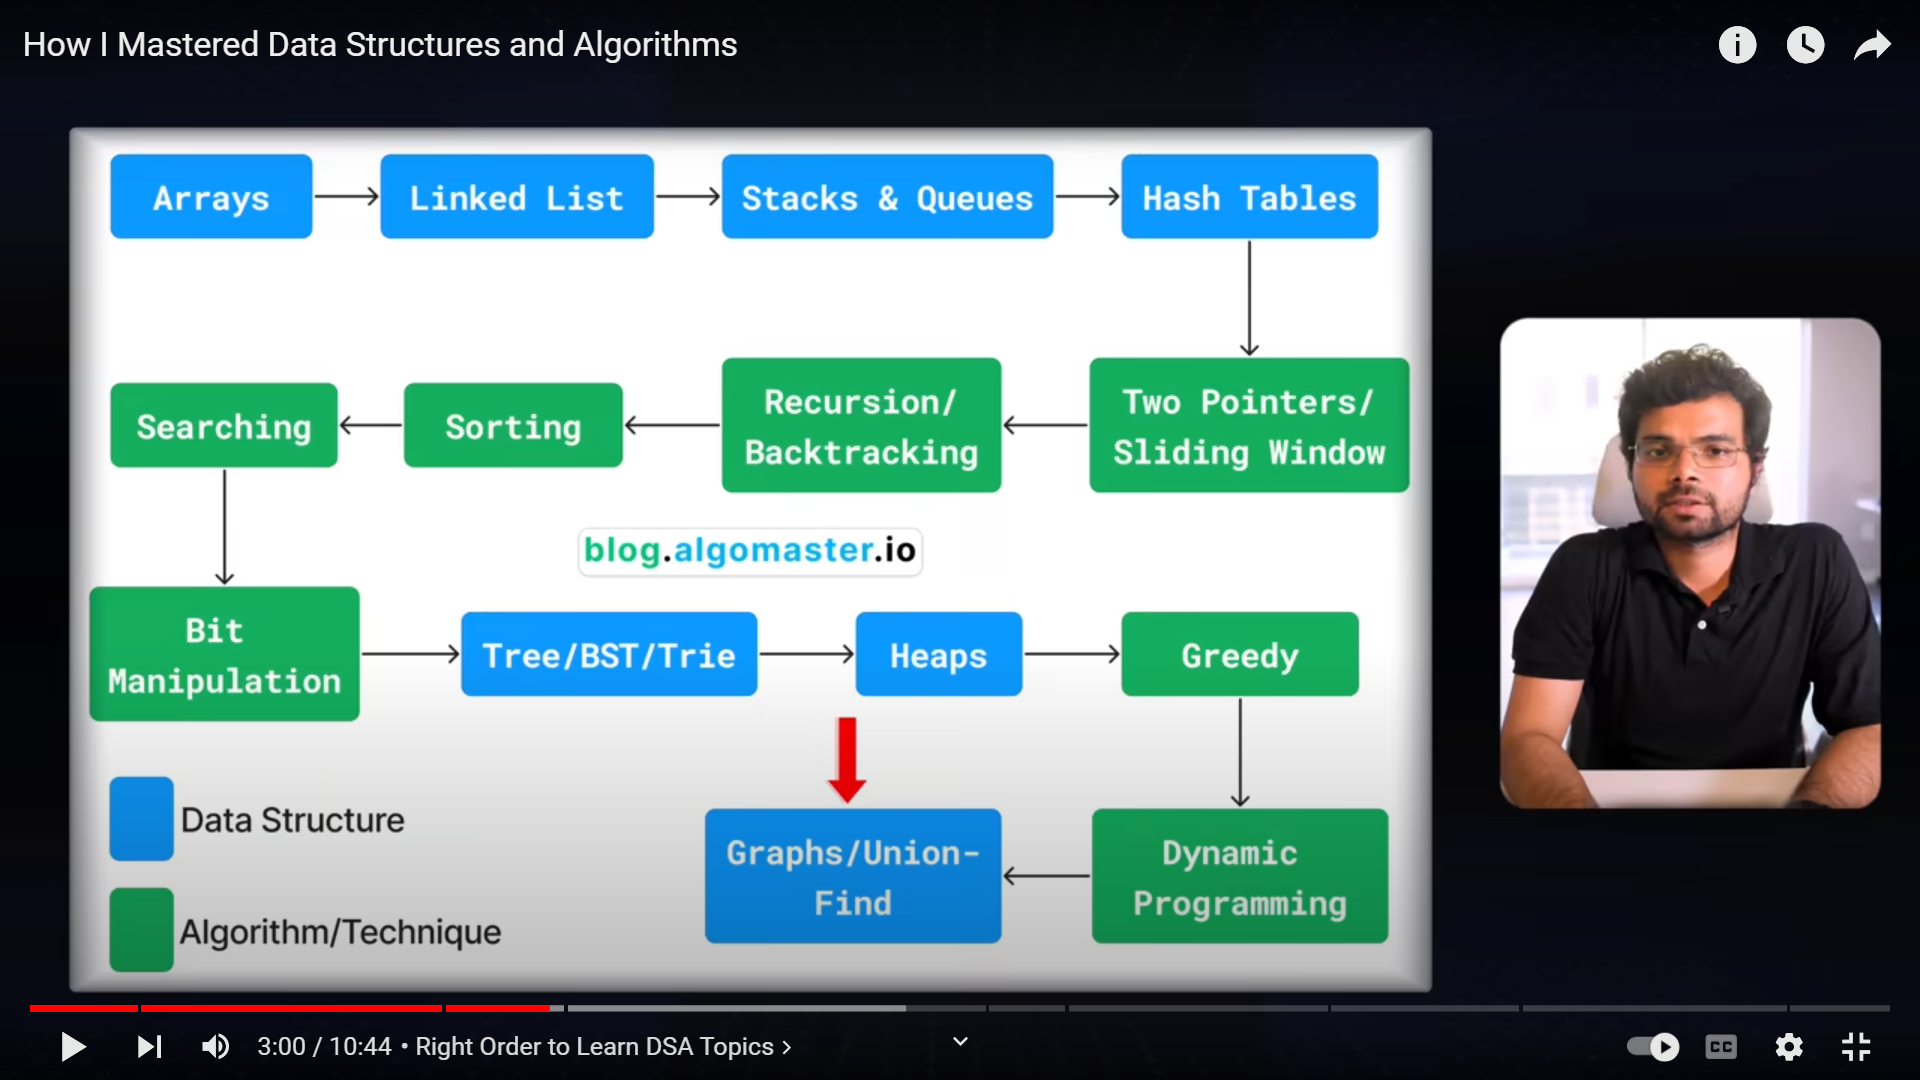 How I Mastered Data Structures and Algorithms
Arrays
Linked List
Stacks & Queues
Hash Tables
Two Pointers/
Sliding Window
Recursion/
Backtracking
Sorting
Searching
blog.algomaster.io
Bit
Manipulation
Tree/BST/Trie
Heaps
Greedy
Dynamic
Programming
Graphs/Union-
Find
Data Structure
Algorithm/Technique
3:00 / 10:44 • Right Order to Learn DSA Topics
CC